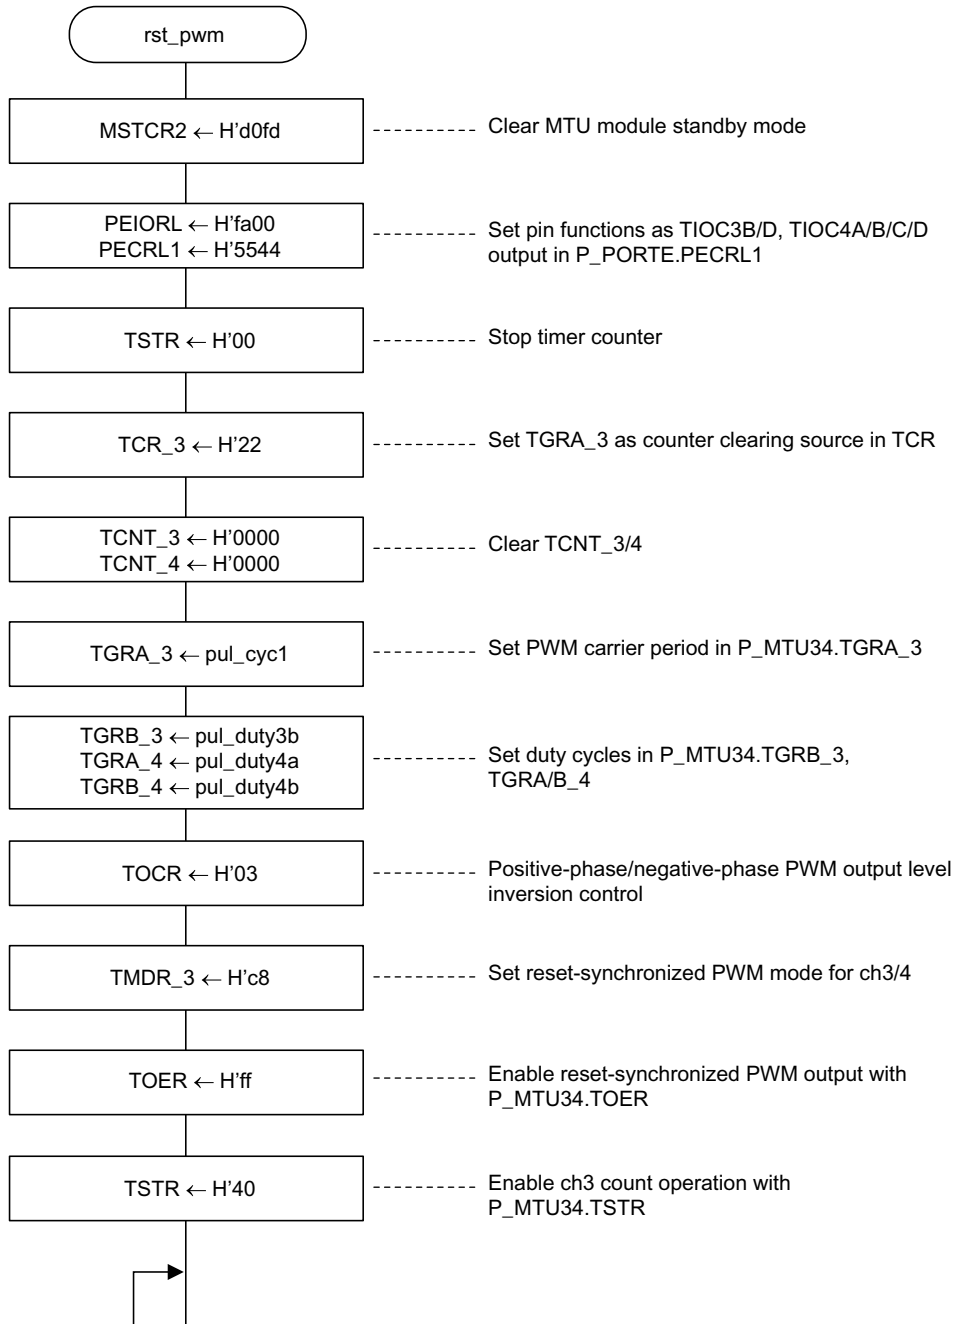 rst_pwm
MSTCR2 ← H’d0fd
Clear MTU module standby mode
PEIORL ← H’fa00
PECRL1 ← H’5544
Set pin functions as TIOC3B/D, TIOC4A/B/C/D
output in P_PORTE.PECRL1
TSTR ← H’00
Stop timer counter
TCR_3 ← H’22
Set TGRA_3 as counter clearing source in TCR
TCNT_3 ← H’0000
TCNT_4 ← H’0000
Clear TCNT_3/4
TGRA_3 ← pul_cyc1
Set PWM carrier period in P_MTU34.TGRA_3
TGRB_3 ← pul_duty3b
TGRA_4 ← pul_duty4a
TGRB_4 ← pul_duty4b
Set duty cycles in P_MTU34.TGRB_3,
TGRA/B_4
TOCR ← H’03
Positive-phase/negative-phase PWM output level
inversion control
TMDR_3 ← H’c8
Set reset-synchronized PWM mode for ch3/4
TOER ← H’ff
Enable reset-synchronized PWM output with
P_MTU34.TOER
TSTR ← H’40
Enable ch3 count operation with
P_MTU34.TSTR